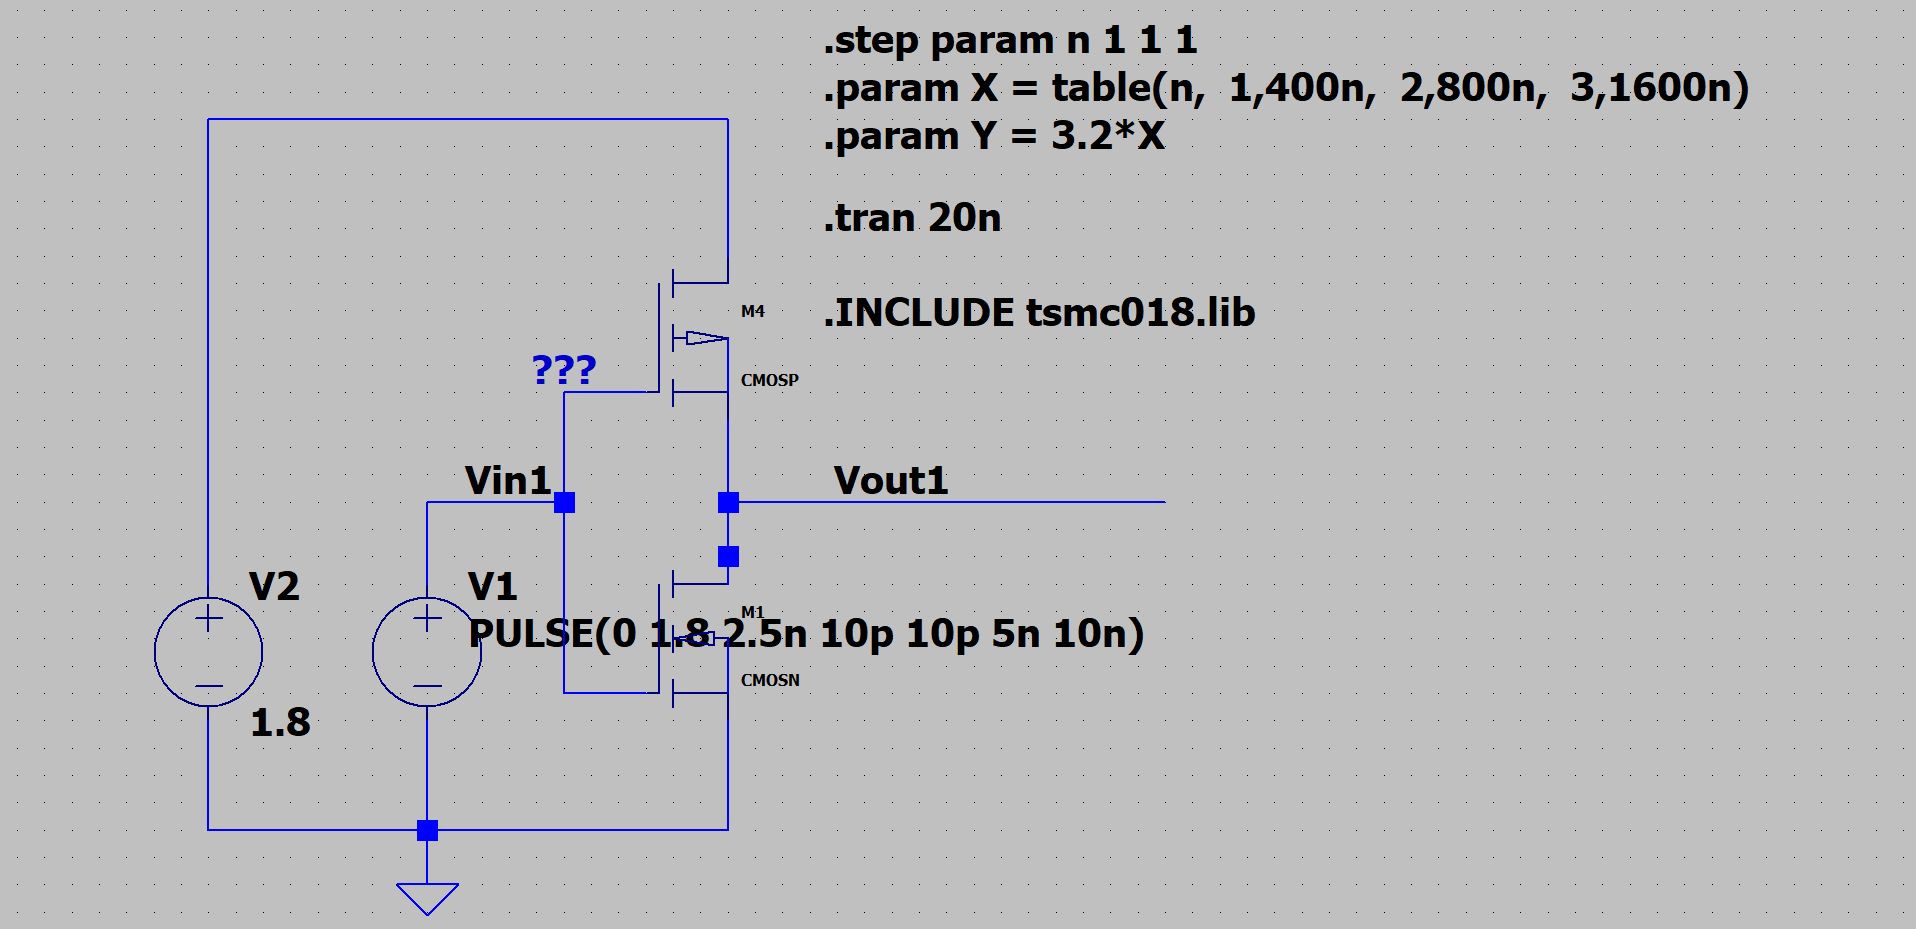 .step param n 1 1 1
.param X = table(n, 1,400n, 2,800n, 3,1600n)
.param Y = 3.2*X
.tran 20n
.INCLUDE tsmc018.lib
M4
???
CMOSP
Vin1
Vout1
V2
V1
M1
PULSE(0 1.8 2.5n 10p 10p 5n 10n)
CMOSN
1.8